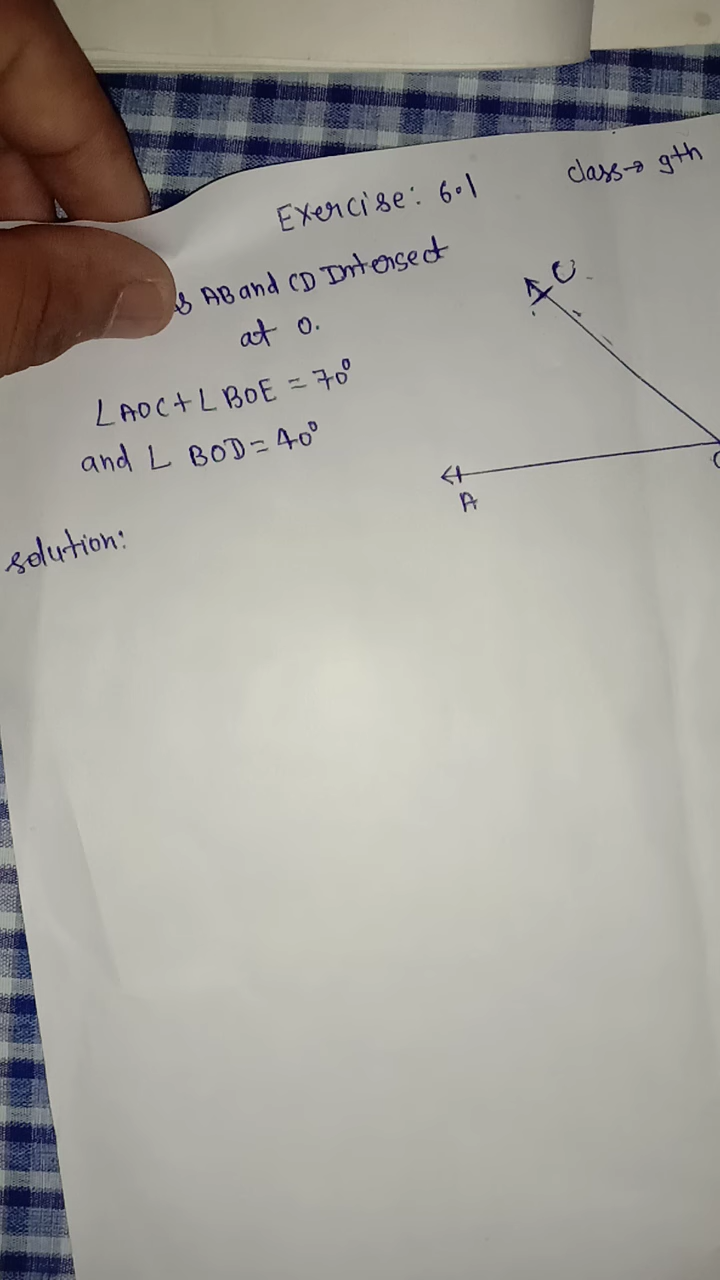 Exercise: 6.1
class→ 9th
AB and CD Intersect
at O.
∠AOC+∠BOE = 70°
and ∠ BOD = 40°
solution:
C
A